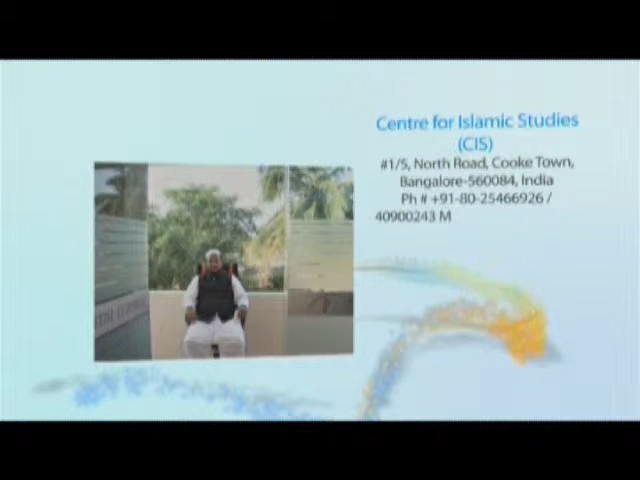 Centre for Islamic Studies
(CIS)
#1/5, North Road, Cooke Town,
Bangalore-560084, India
Ph # +91-80-25466926 /
40900243 M